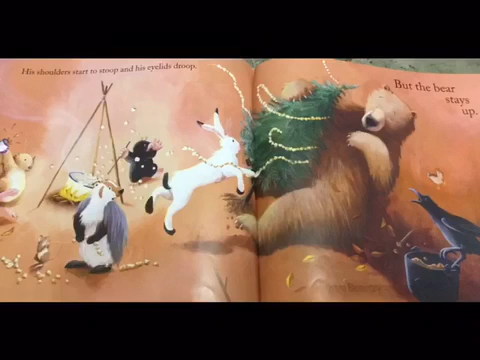 His shoulders start to stoop and his eyelids droop.
But the bear
stays
up.